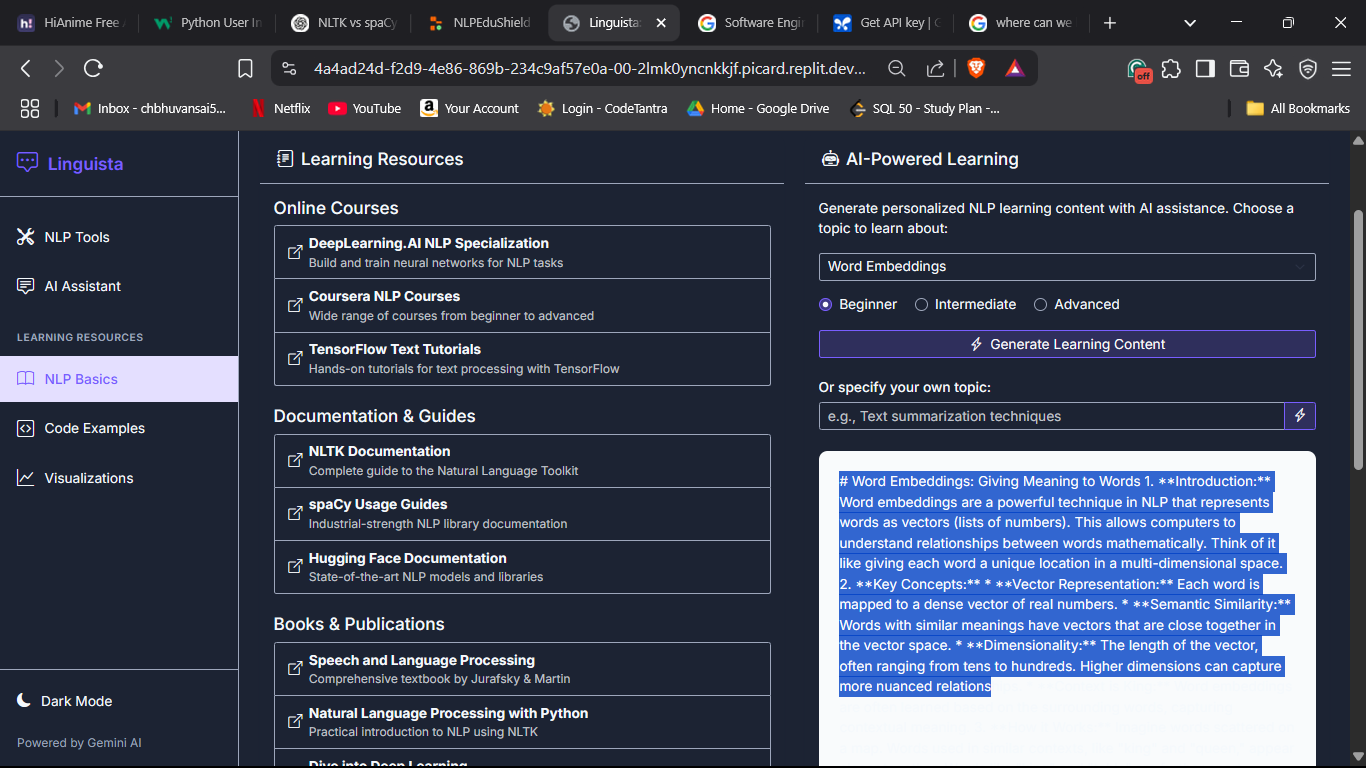 HiAnime Free
Python User In
NLTK vs spaCy
NLPEduShield
Linguista
Software Engi
Get API key |
where can we
4a4ad24d-f2d9-4e86-869b-234c9af57e0a-00-2lmk0yncnkkjf.picard.replit.dev...
off
Inbox - chbhuvansai5...
Netflix
YouTube
Your Account
Login - CodeTantra
Home - Google Drive
SQL 50 - Study Plan -...
All Bookmarks
Linguista
NLP Tools
AI Assistant
LEARNING RESOURCES
NLP Basics
Code Examples
Visualizations
Dark Mode
Powered by Gemini AI
Learning Resources
Online Courses
DeepLearning.AI NLP Specialization
Build and train neural networks for NLP tasks
Coursera NLP Courses
Wide range of courses from beginner to advanced
TensorFlow Text Tutorials
Hands-on tutorials for text processing with TensorFlow
Documentation & Guides
NLTK Documentation
Complete guide to the Natural Language Toolkit
spaCy Usage Guides
Industrial-strength NLP library documentation
Hugging Face Documentation
State-of-the-art NLP models and libraries
Books & Publications
Speech and Language Processing
Comprehensive textbook by Jurafsky & Martin
Natural Language Processing with Python
Practical introduction to NLP using NLTK
Dive into Deep Learning
AI-Powered Learning
Generate personalized NLP learning content with AI assistance. Choose a
topic to learn about:
Word Embeddings
Beginner
Intermediate
Advanced
Generate Learning Content
Or specify your own topic:
e.g., Text summarization techniques
# Word Embeddings: Giving Meaning to Words 1. **Introduction:**
Word embeddings are a powerful technique in NLP that represents
words as vectors (lists of numbers). This allows computers to
understand relationships between words mathematically. Think of it
like giving each word a unique location in a multi-dimensional space.
2. **Key Concepts:** * **Vector Representation:** Each word is
mapped to a dense vector of real numbers. * **Semantic Similarity:**
Words with similar meanings have vectors that are close together in
the vector space. * **Dimensionality:** The length of the vector,
often ranging from tens to hundreds. Higher dimensions can capture
more nuanced relations